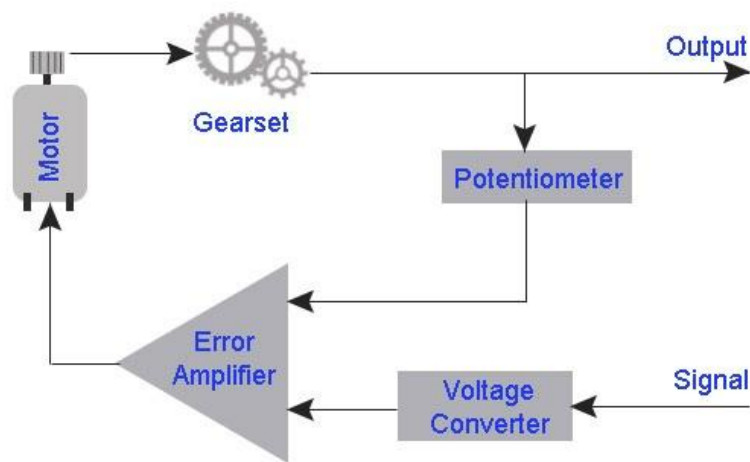 Output
Gearset
Motor
Potentiometer
Error
Amplifier
Voltage
Converter
Signal